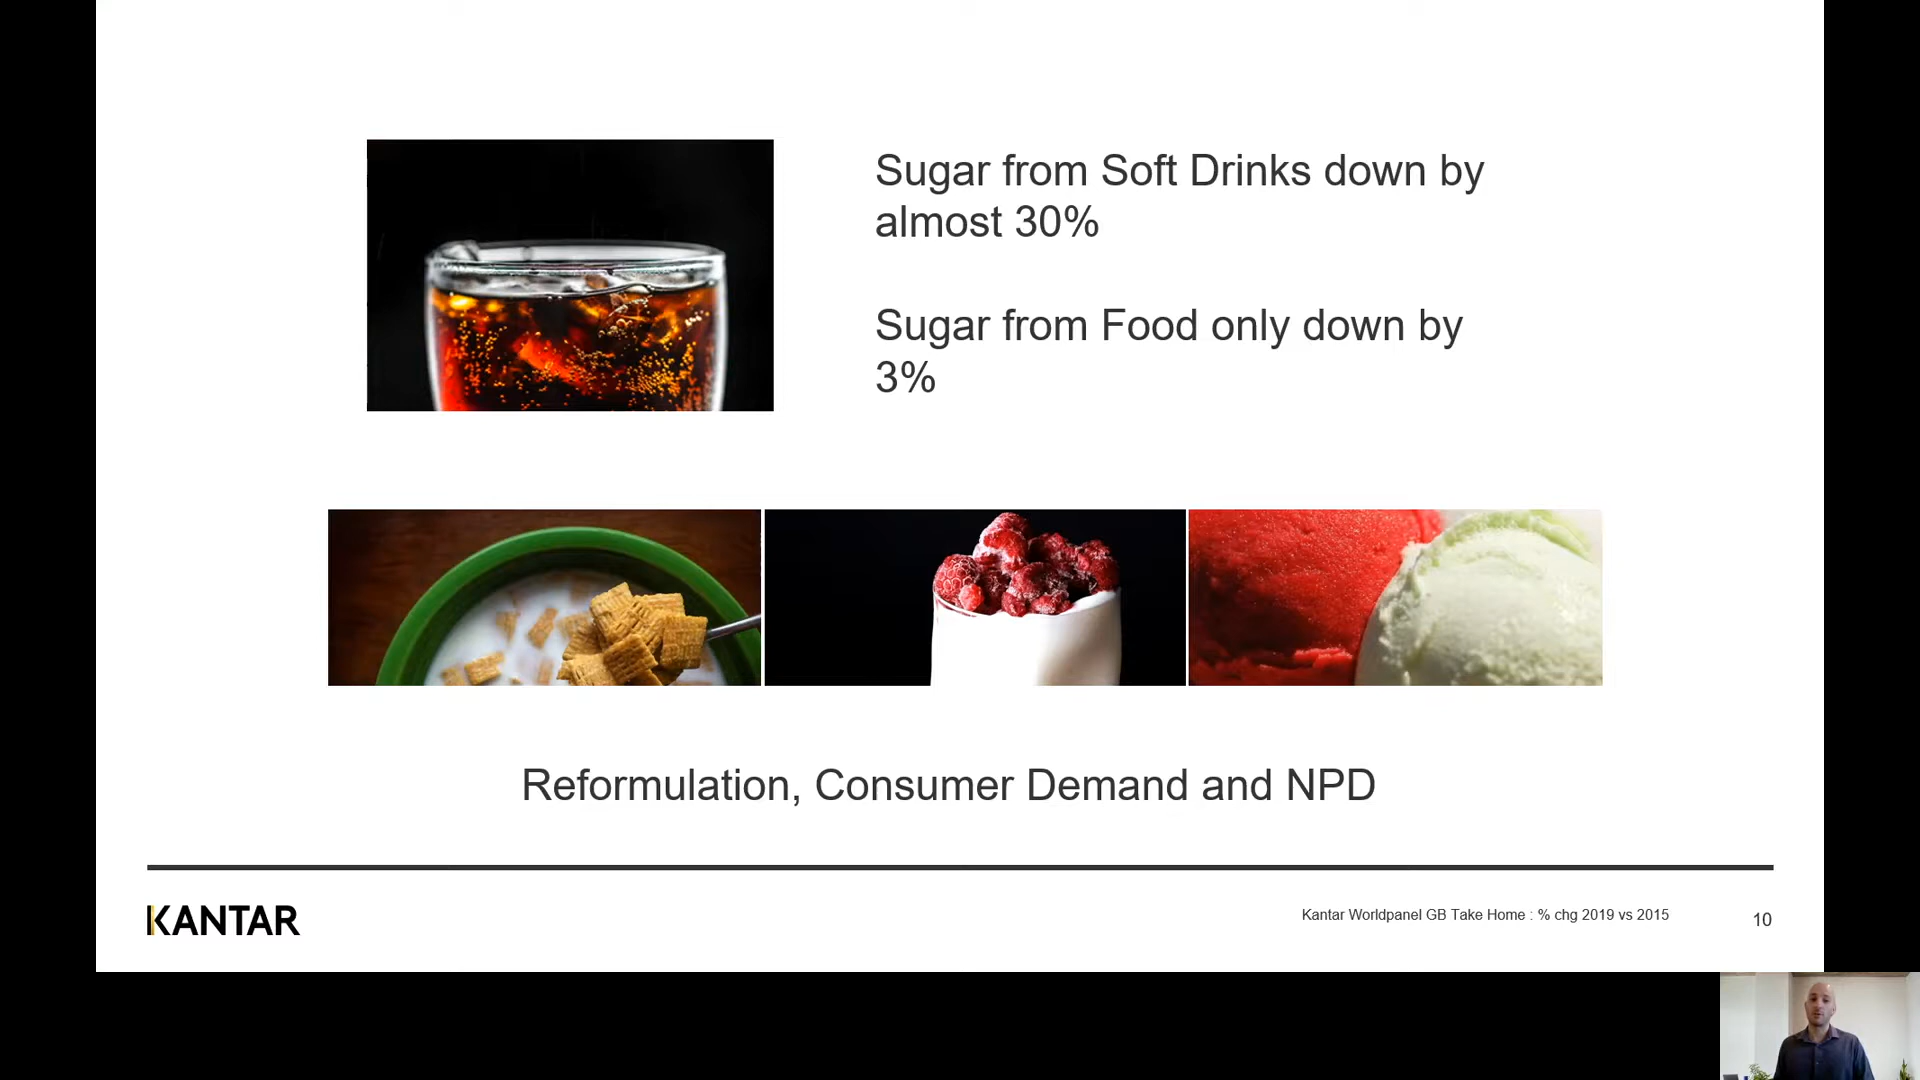 Sugar from Soft Drinks down by
almost 30%
Sugar from Food only down by
3%
Reformulation, Consumer Demand and NPD
KANTAR
Kantar Worldpanel GB Take Home : % chg 2019 vs 2015
10